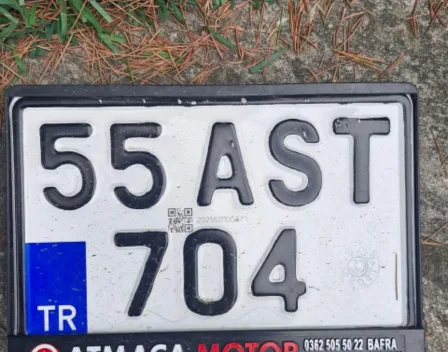 55 AST
704
TR
ATMACA MOTOR 0362 505 50 22 BAFRA